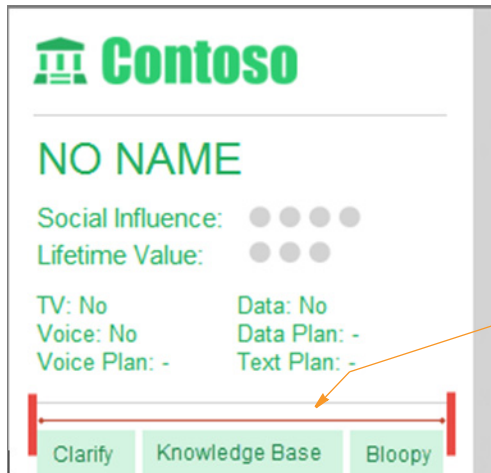 Contoso
NO NAME
Social Influence:
Lifetime Value:
TV: No Data: No
Voice: No Data Plan: -
Voice Plan: - Text Plan: -
Clarify Knowledge Base Bloopy